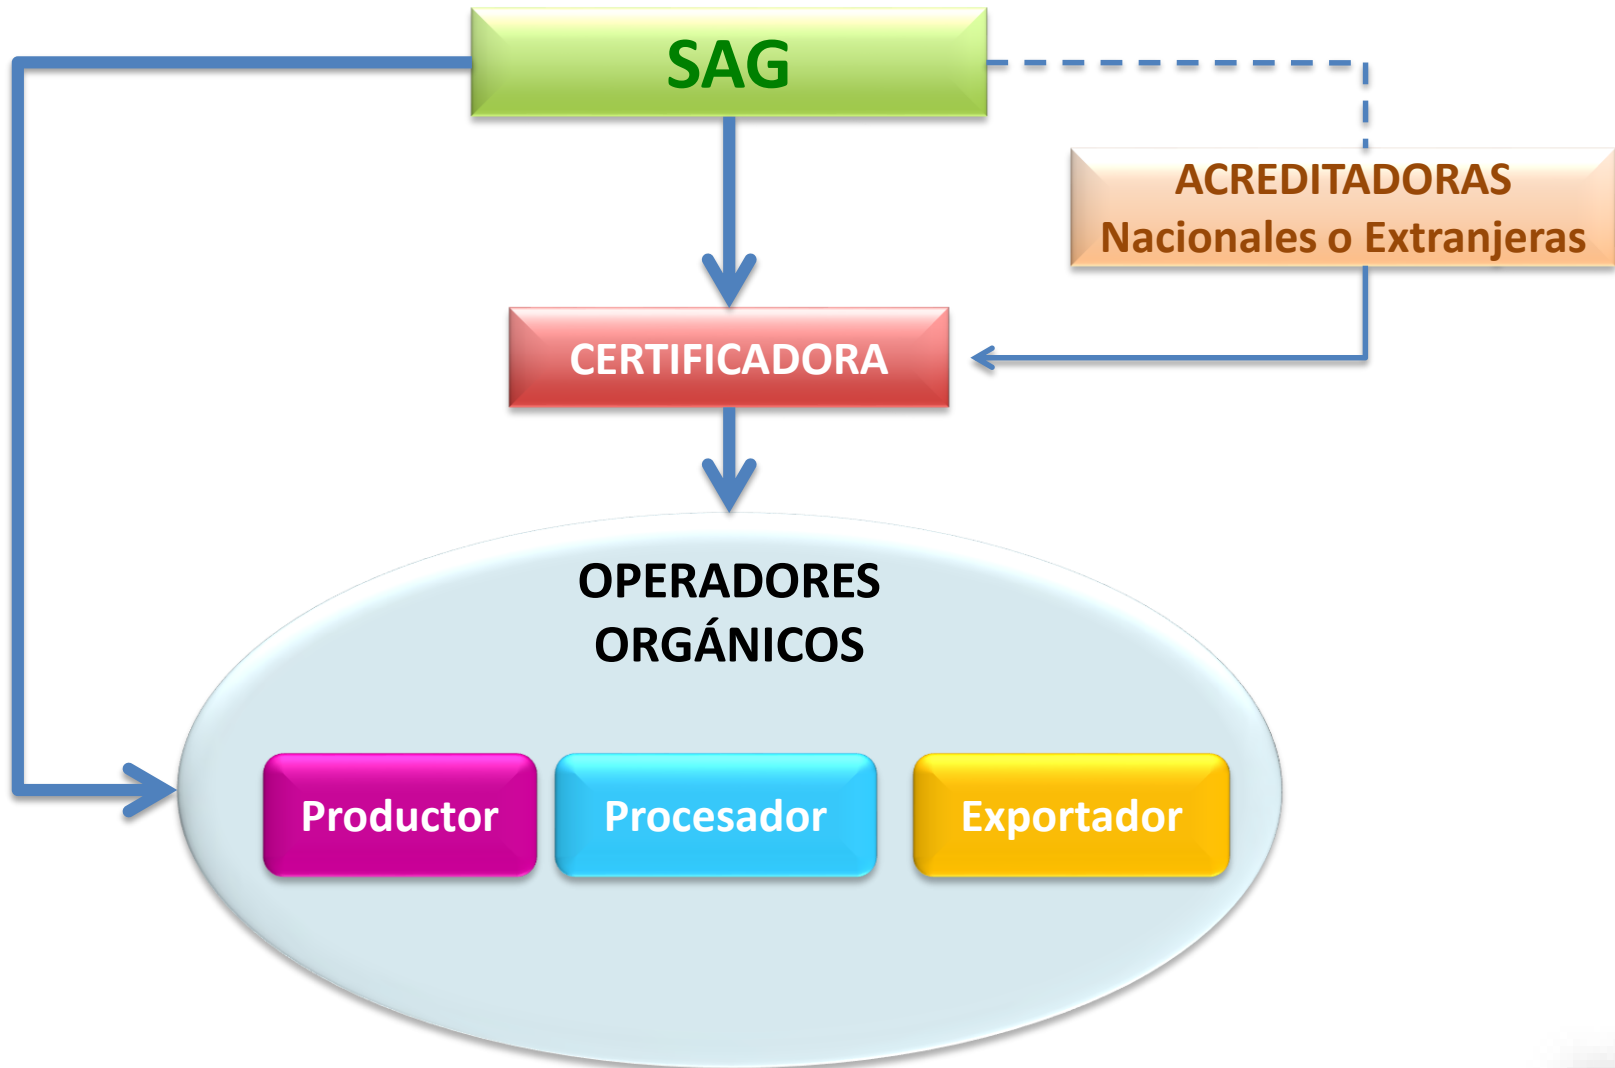 SAG
ACREDITADORAS
Nacionales o Extranjeras
CERTIFICADORA
OPERADORES
ORGÁNICOS
Productor
Procesador
Exportador